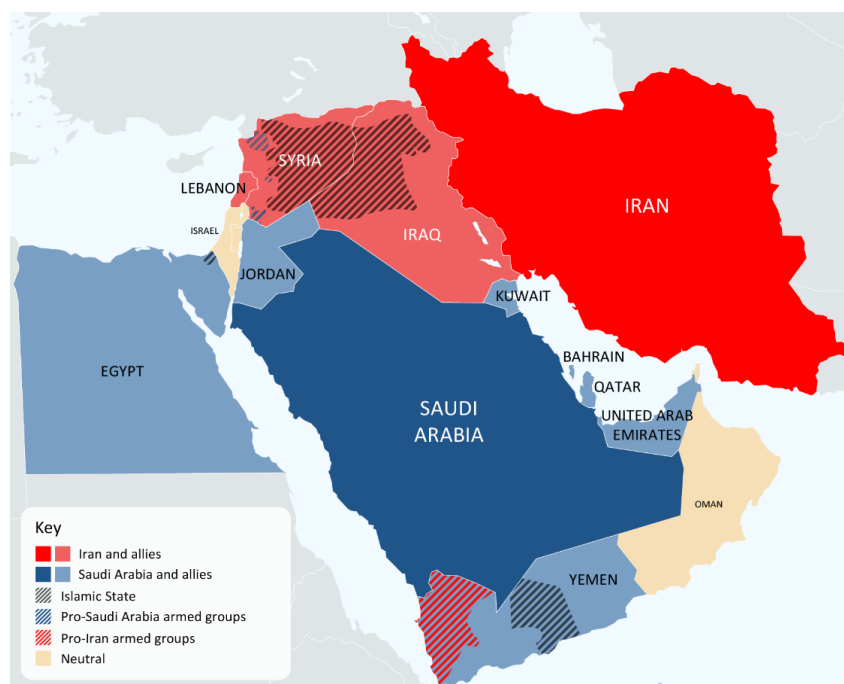 SYRIA
LEBANON
IRAN
ISRAEL
IRAQ
JORDAN
KUWAIT
BAHRAIN
EGYPT
QATAR
SAUDI
ARABIA
UNITED ARAB
EMIRATES
OMAN
YEMEN
Key
Iran and allies
Saudi Arabia and allies
Islamic State
Pro-Saudi Arabia armed groups
Pro-Iran armed groups
Neutral